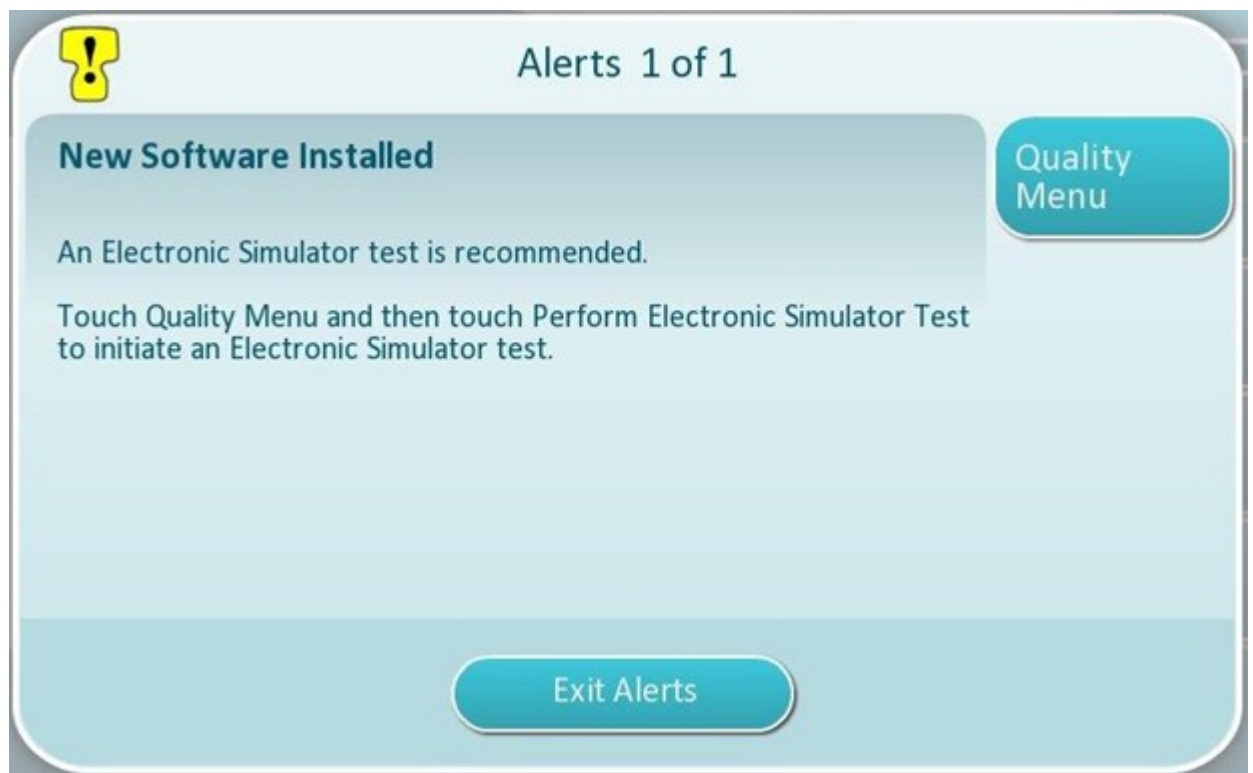 Alerts 1 of 1
New Software Installed
Quality
Menu
An Electronic Simulator test is recommended.
Touch Quality Menu and then touch Perform Electronic Simulator Test
to initiate an Electronic Simulator test.
Exit Alerts